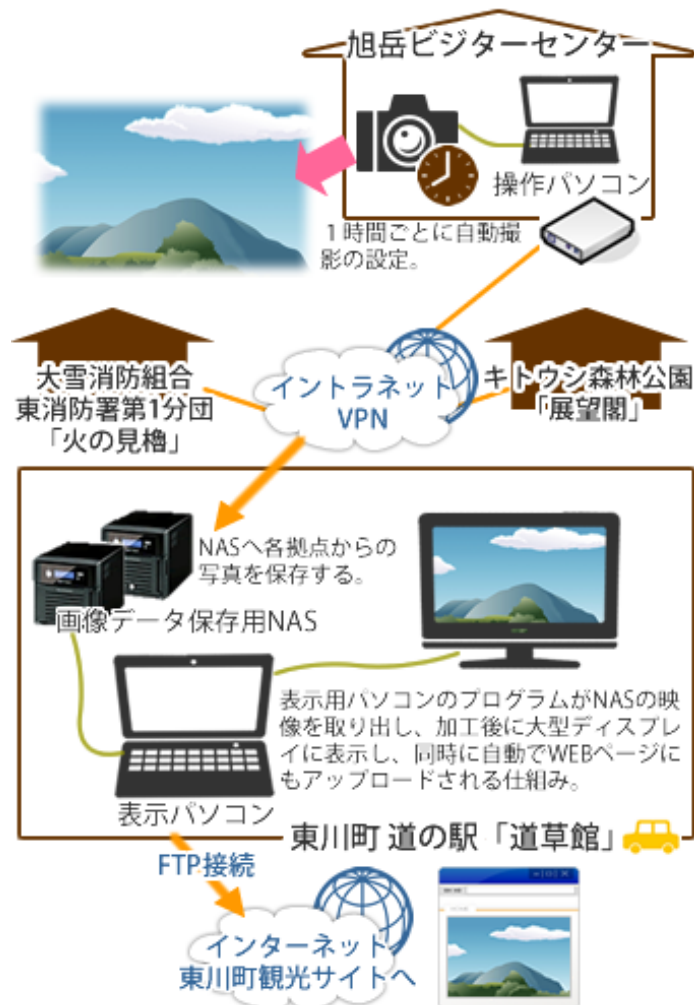 旭岳ビジターセンター
操作パソコン
１時間ごとに自動撮
影の設定。
大雪消防組合
東消防署第1分団
「火の見櫓」
イントラネット
VPN
キトウシ森林公園
「展望閣」
NASへ各拠点からの
写真を保存する。
画像データ保存用NAS
表示用パソコンのプログラムがNASの映
像を取り出し、加工後に大型ディスプレ
イに表示し、同時に自動でWEBページに
もアップロードされる仕組み。
表示パソコン
東川町 道の駅「道草館」
FTP接続
インターネット
東川町観光サイトへ